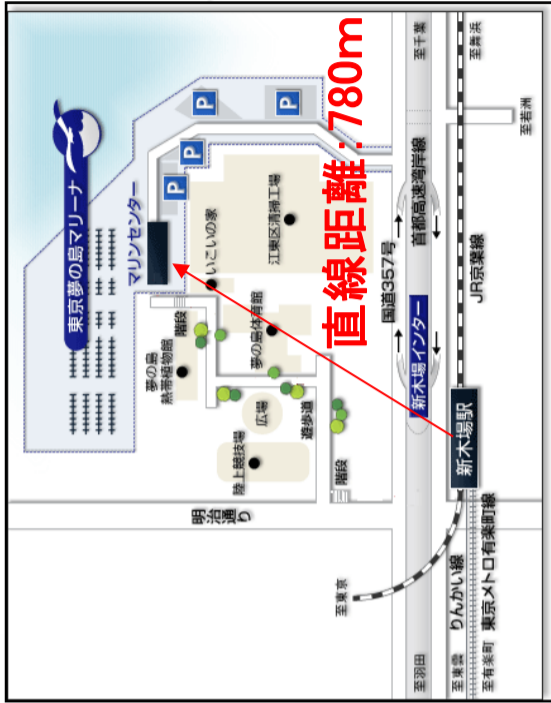 東京夢の島マリーナ
マリンセンター
P
P
P
P
いこいの家
江東区清掃工場
夢の島
熱帯植物館
階段
夢の島体育館
広場
遊歩道
陸上競技場
階段
明治通り
直線距離:780m
国道357号
首都高速湾岸線
新木場インター
至千葉
至舞浜
至若洲
JR京葉線
新木場駅
至東京
りんかい線
東京メトロ有楽町線
至羽田
至東雲
至有楽町